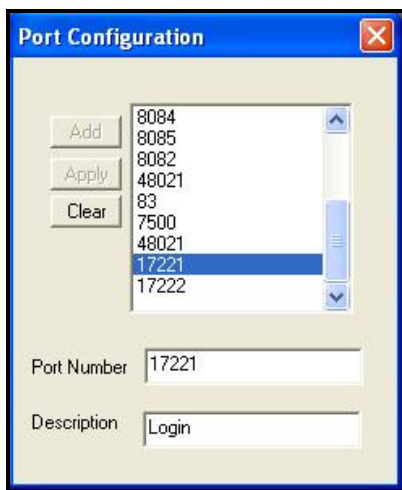 Port Configuration
Add
Apply
Clear
8084
8085
8082
48021
83
7500
48021
17221
17222
Port Number
17221
Description
Login